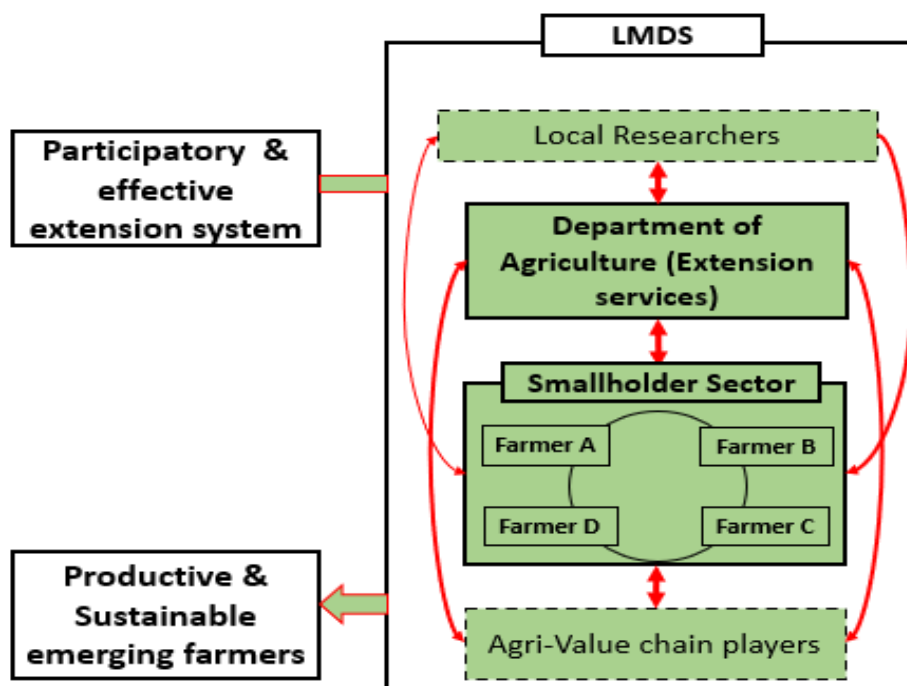 LMDS
Participatory &
effective
extension system
Local Researchers
Department of
Agriculture (Extension
services)
Smallholder Sector
Farmer A
Farmer B
Farmer D
Farmer C
Productive &
Sustainable
emerging farmers
Agri-Value chain players